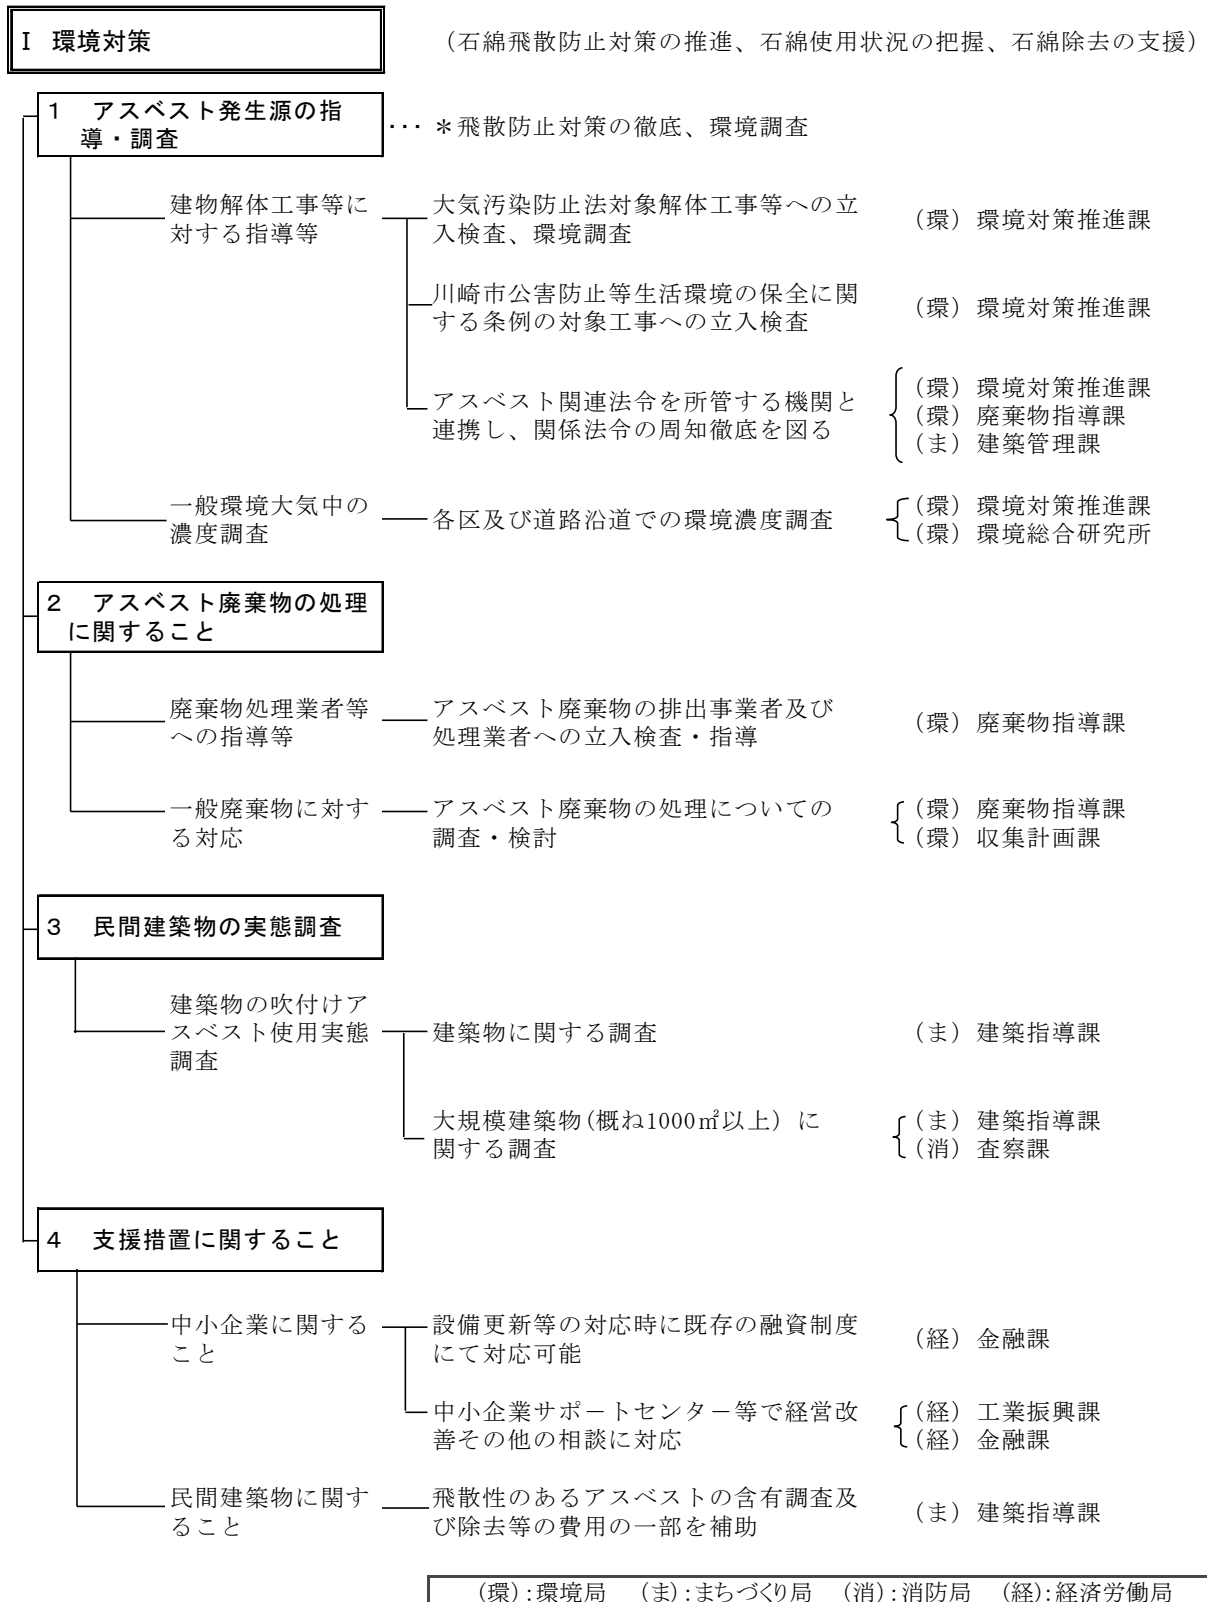 Ⅰ 環境対策
（石綿飛散防止対策の推進、石綿使用状況の把握、石綿除去の支援）
１ アスベスト発生源の指
導・調査
･･･ ＊飛散防止対策の徹底、環境調査
建物解体工事等に
対する指導等
大気汚染防止法対象解体工事等への立
入検査、環境調査
（環）環境対策推進課
川崎市公害防止等生活環境の保全に関
する条例の対象工事への立入検査
（環）環境対策推進課
アスベスト関連法令を所管する機関と
連携し、関係法令の周知徹底を図る
（環）環境対策推進課
（環）廃棄物指導課
（ま）建築管理課
一般環境大気中の
濃度調査
各区及び道路沿道での環境濃度調査
（環）環境対策推進課
（環）環境総合研究所
２ アスベスト廃棄物の処理
に関すること
廃棄物処理業者等
への指導等
アスベスト廃棄物の排出事業者及び
処理業者への立入検査・指導
（環）廃棄物指導課
一般廃棄物に対す
る対応
アスベスト廃棄物の処理についての
調査・検討
（環）廃棄物指導課
（環）収集計画課
３ 民間建築物の実態調査
建築物の吹付けア
スベスト使用実態
調査
建築物に関する調査
（ま）建築指導課
大規模建築物(概ね1000㎡以上）に
関する調査
（ま）建築指導課
（消）査察課
４ 支援措置に関すること
中小企業に関する
こと
設備更新等の対応時に既存の融資制度
にて対応可能
（経）金融課
中小企業サポ－トセンタ－等で経営改
善その他の相談に対応
（経）工業振興課
（経）金融課
民間建築物に関す
ること
飛散性のあるアスベストの含有調査及
び除去等の費用の一部を補助
（ま）建築指導課
（環）：環境局 （ま）：まちづくり局 （消）：消防局 （経）：経済労働局